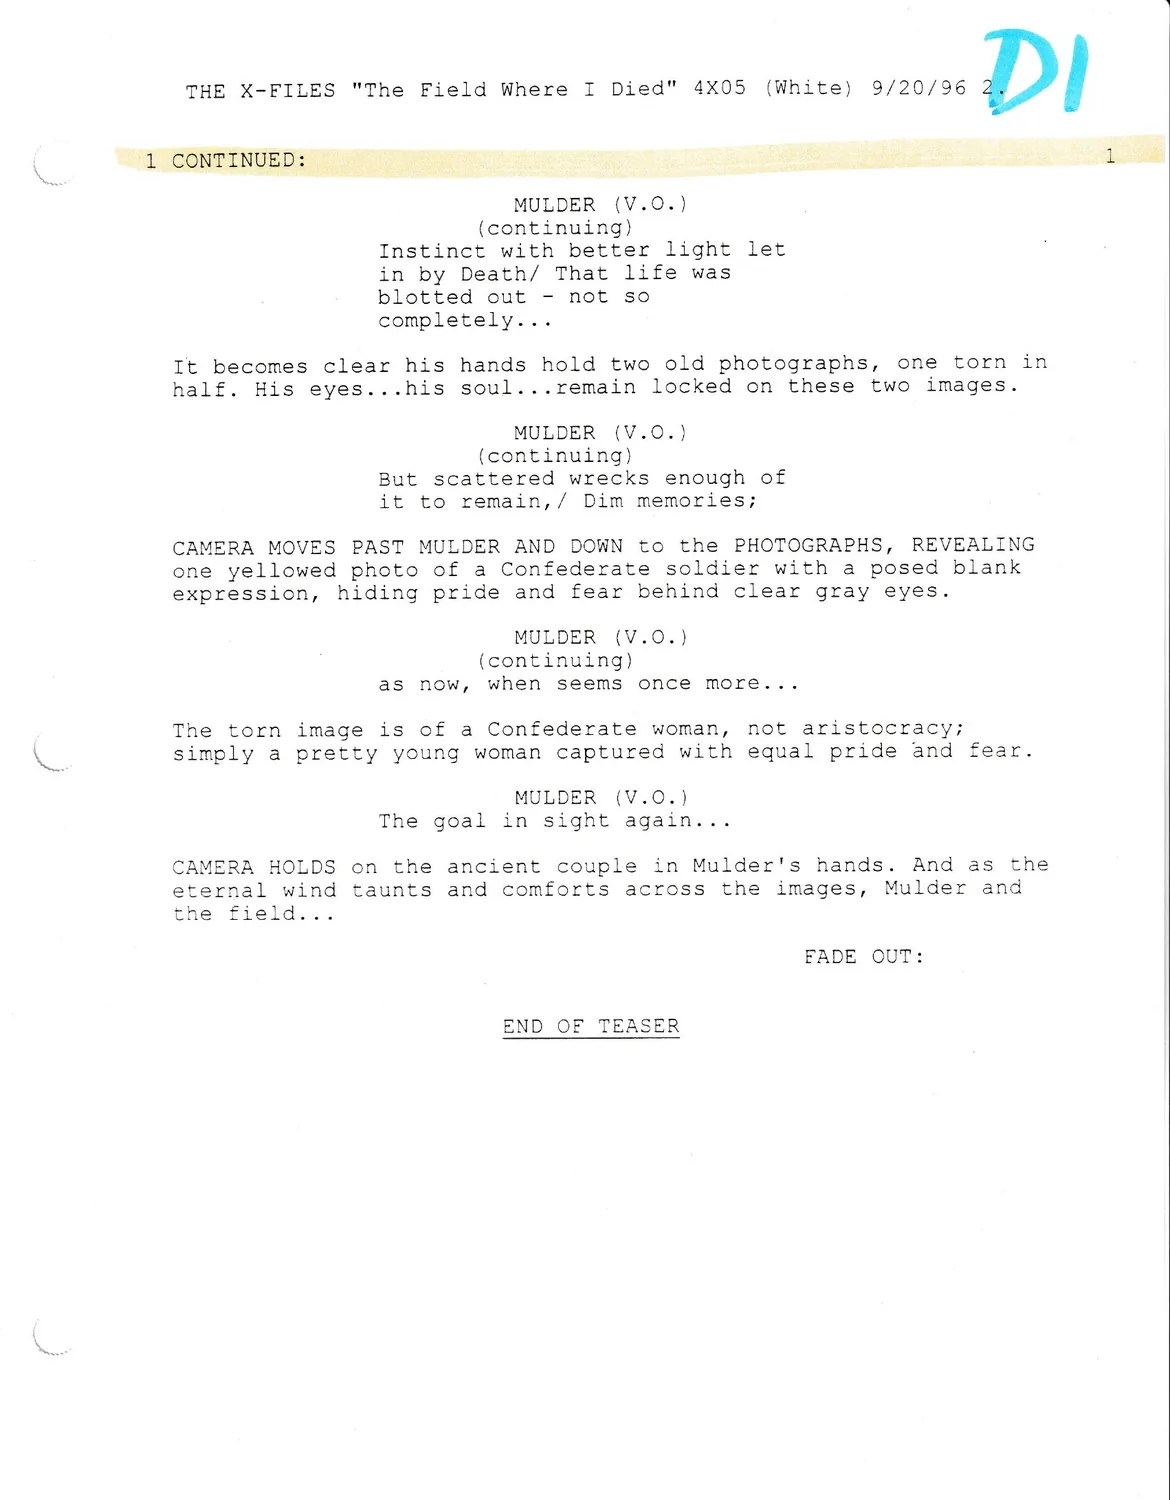 THE X-FILES "The Field Where I Died" 4X05 (White) 9/20/96 2.
D1
1 CONTINUED: 1
MULDER (V.O.)
(continuing)
Instinct with better light let
in by Death/ That life was
blotted out - not so
completely...
It becomes clear his hands hold two old photographs, one torn in
half. His eyes...his soul...remain locked on these two images.
MULDER (V.O.)
(continuing)
But scattered wrecks enough of
it to remain,/ Dim memories;
CAMERA MOVES PAST MULDER AND DOWN to the PHOTOGRAPHS, REVEALING
one yellowed photo of a Confederate soldier with a posed blank
expression, hiding pride and fear behind clear gray eyes.
MULDER (V.O.)
(continuing)
as now, when seems once more...
The torn image is of a Confederate woman, not aristocracy;
simply a pretty young woman captured with equal pride and fear.
MULDER (V.O.)
The goal in sight again...
CAMERA HOLDS on the ancient couple in Mulder's hands. And as the
eternal wind taunts and comforts across the images, Mulder and
the field...
FADE OUT:
END OF TEASER